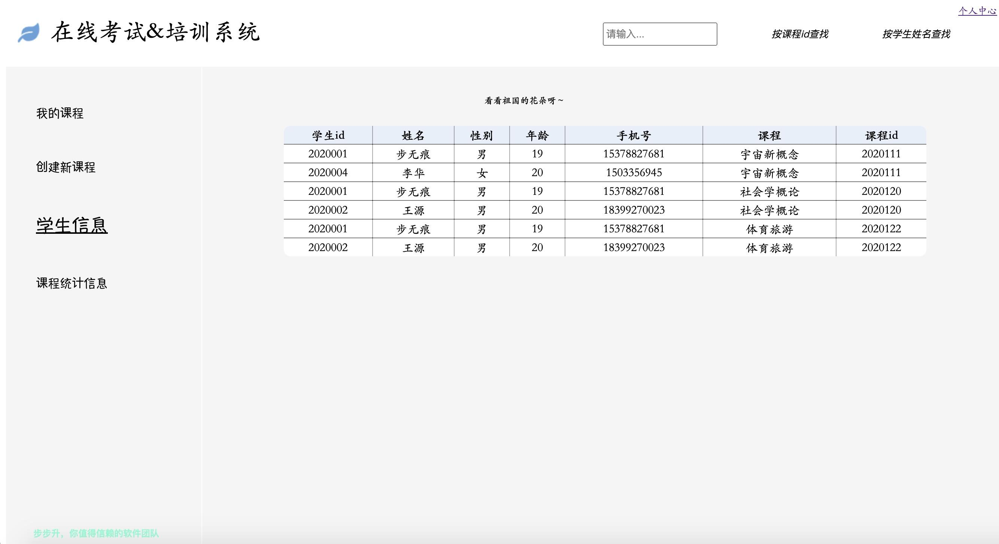 个人中心
在线考试&培训系统
请输入...
按课程id查找
按学生姓名查找
我的课程
创建新课程
学生信息
课程统计信息
看看祖国的花朵呀~
学生id 姓名 性别 年龄 手机号 课程 课程id
2020001 步无痕 男 19 15378827681 宇宙新概念 2020111
2020004 李华 女 20 1503356945 宇宙新概念 2020111
2020001 步无痕 男 19 15378827681 社会学概论 2020120
2020002 王源 男 20 18399270023 社会学概论 2020120
2020001 步无痕 男 19 15378827681 体育旅游 2020122
2020002 王源 男 20 18399270023 体育旅游 2020122
步步升，你值得信赖的软件团队